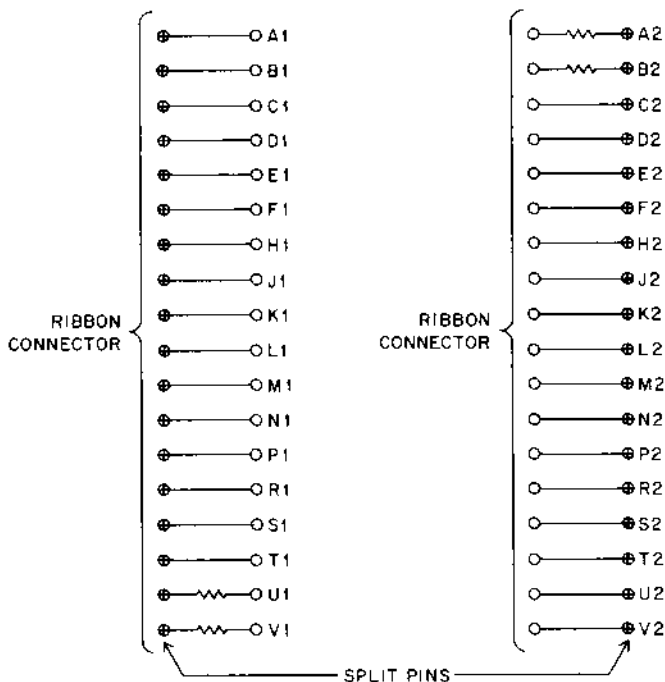 A1
B1
C1
D1
E1
F1
H1
J1
K1
L1
M1
N1
P1
R1
S1
T1
U1
V1
RIBBON
CONNECTOR
A2
B2
C2
D2
E2
F2
H2
J2
K2
L2
M2
N2
P2
R2
S2
T2
U2
V2
RIBBON
CONNECTOR
SPLIT PINS